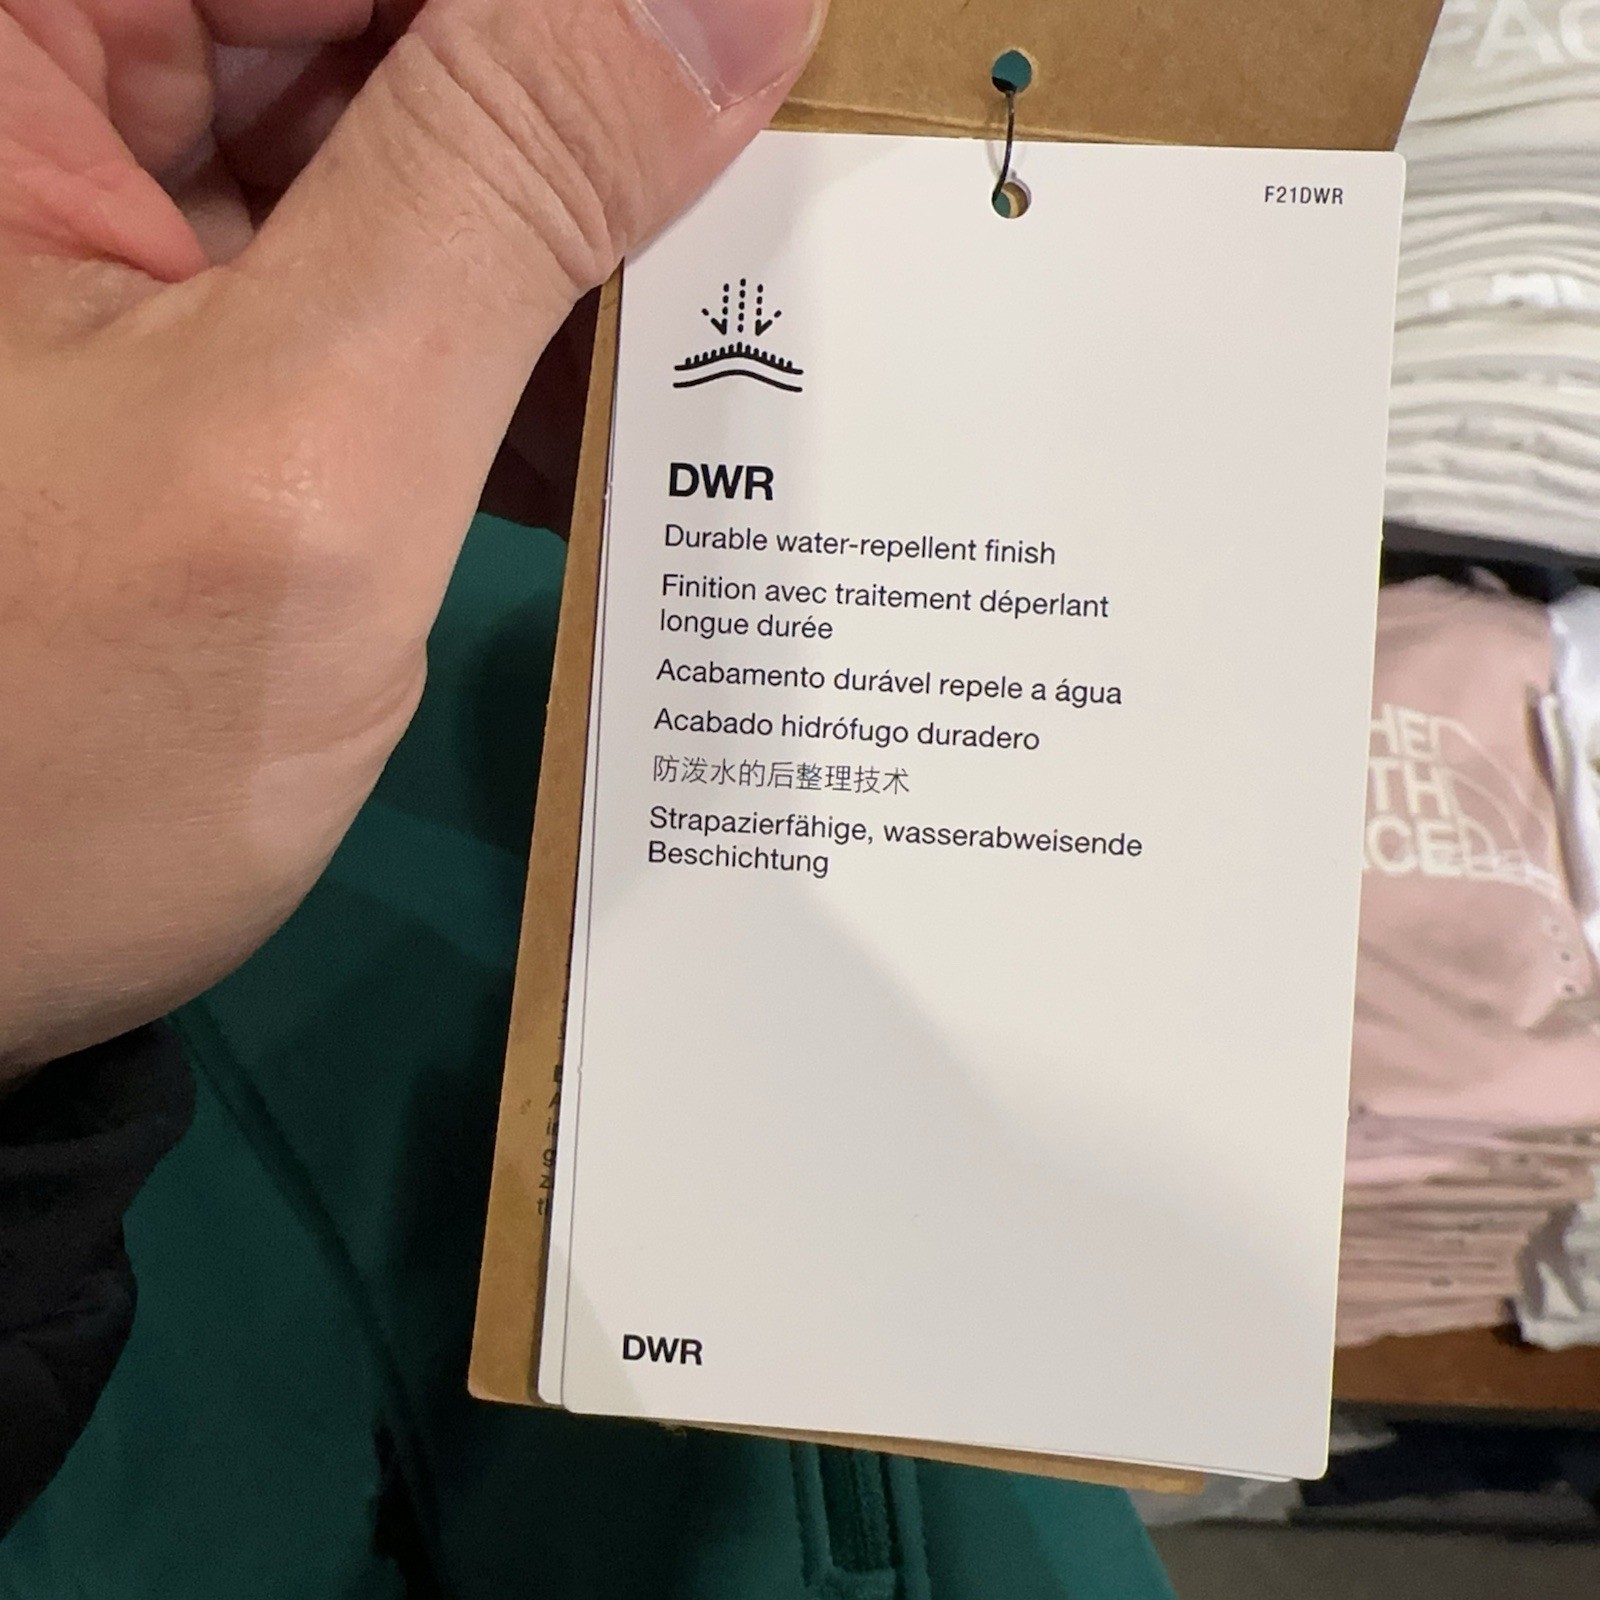 F21DWR
DWR
Durable water-repellent finish
Finition avec traitement déperlant
longue durée
Acabamento durável repele a água
Acabado hidrófugo duradero
防泼水的后整理技术
Strapazierfähige, wasserabweisende
Beschichtung
DWR